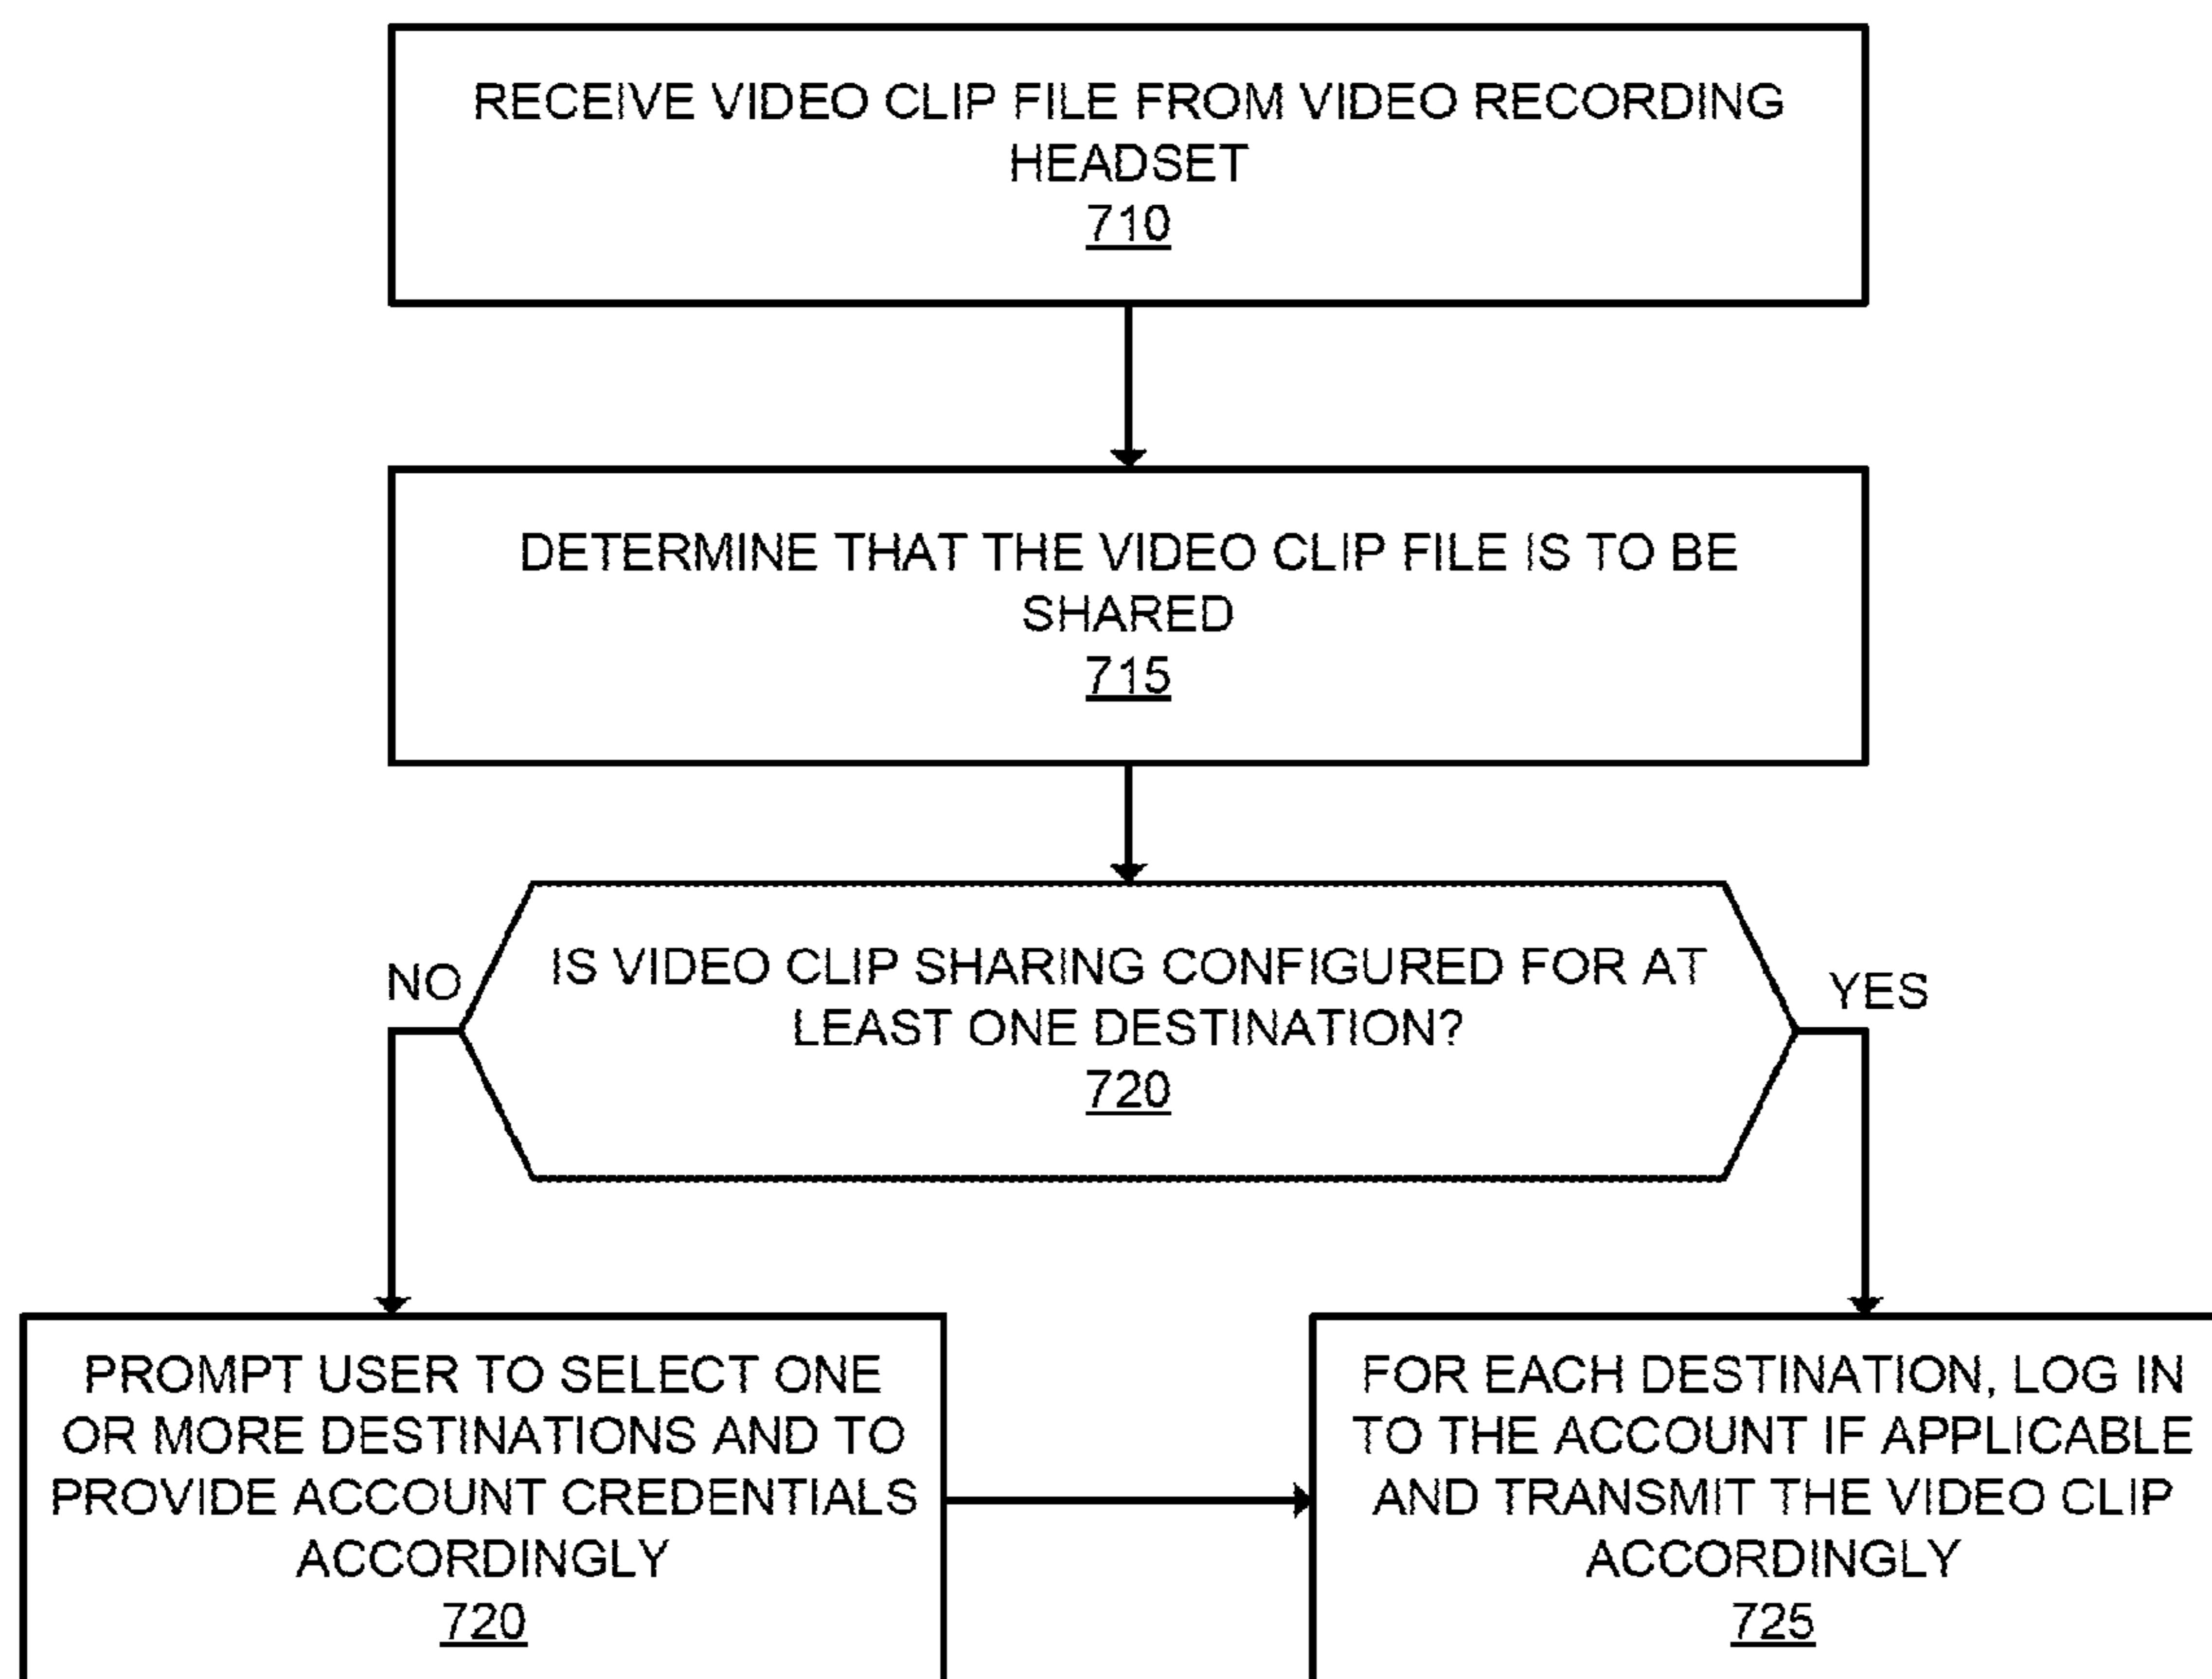 RECEIVE VIDEO CLIP FILE FROM VIDEO RECORDING
HEADSET
710
DETERMINE THAT THE VIDEO CLIP FILE IS TO BE
SHARED
715
NO
IS VIDEO CLIP SHARING CONFIGURED FOR AT
LEAST ONE DESTINATION?
720
YES
PROMPT USER TO SELECT ONE
OR MORE DESTINATIONS AND TO
PROVIDE ACCOUNT CREDENTIALS
ACCORDINGLY
720
FOR EACH DESTINATION, LOG IN
TO THE ACCOUNT IF APPLICABLE
AND TRANSMIT THE VIDEO CLIP
ACCORDINGLY
725